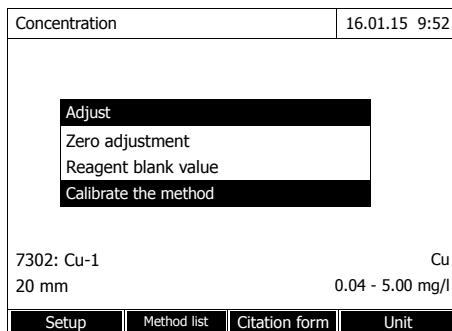 Concentration 16.01.15 9:52
Adjust
Zero adjustment
Reagent blank value
Calibrate the method
7302: Cu-1 Cu
20 mm 0.04 - 5.00 mg/l
Setup Method list Citation form Unit